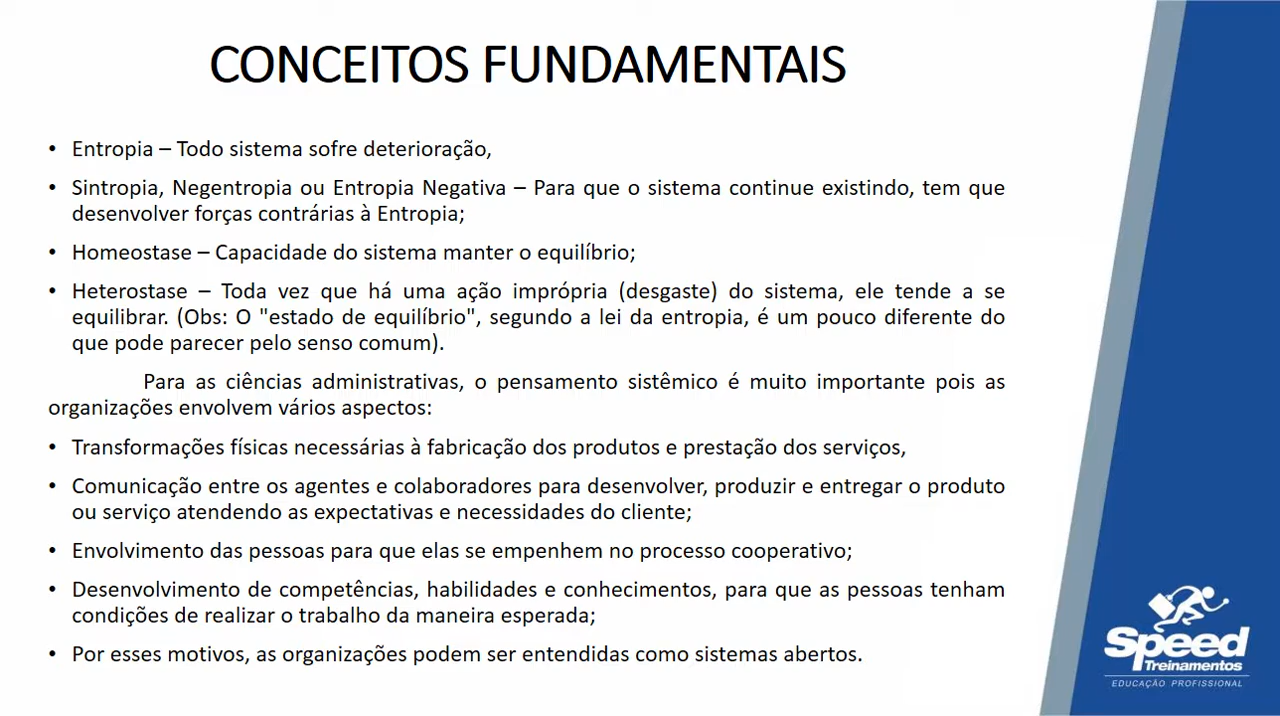 CONCEITOS FUNDAMENTAIS
• Entropia – Todo sistema sofre deterioração,
• Sintropia, Negentropia ou Entropia Negativa – Para que o sistema continue existindo, tem que
desenvolver forças contrárias à Entropia;
• Homeostase – Capacidade do sistema manter o equilíbrio;
• Heterostase – Toda vez que há uma ação imprópria (desgaste) do sistema, ele tende a se
equilibrar. (Obs: O "estado de equilíbrio", segundo a lei da entropia, é um pouco diferente do
que pode parecer pelo senso comum).
Para as ciências administrativas, o pensamento sistêmico é muito importante pois as
organizações envolvem vários aspectos:
• Transformações físicas necessárias à fabricação dos produtos e prestação dos serviços,
• Comunicação entre os agentes e colaboradores para desenvolver, produzir e entregar o produto
ou serviço atendendo as expectativas e necessidades do cliente;
• Envolvimento das pessoas para que elas se empenhem no processo cooperativo;
• Desenvolvimento de competências, habilidades e conhecimentos, para que as pessoas tenham
condições de realizar o trabalho da maneira esperada;
• Por esses motivos, as organizações podem ser entendidas como sistemas abertos.
Speed
Treinamentos
EDUCAÇÃO PROFISSIONAL